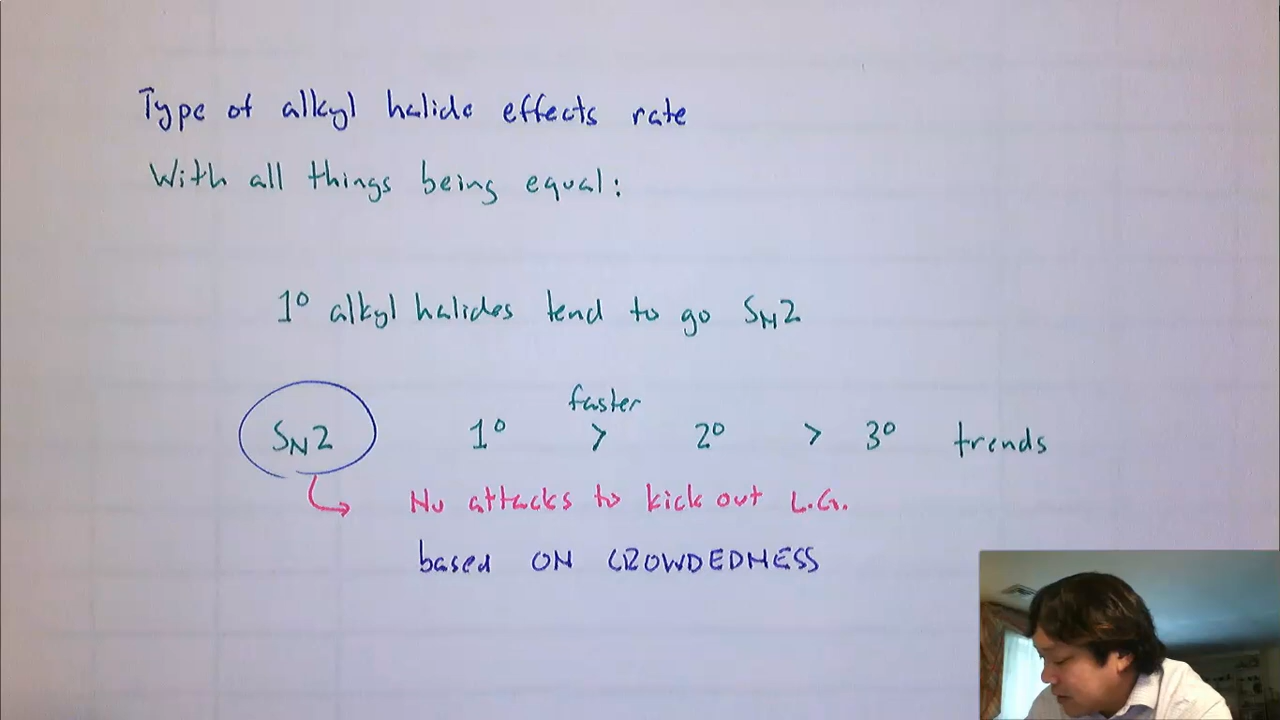 Type of alkyl halide effects rate
With all things being equal:
1° alkyl halides tend to go SN2
faster
SN2 1° > 2° > 3° trends
Nu attacks to kick out L.G.
based ON CROWDEDNESS